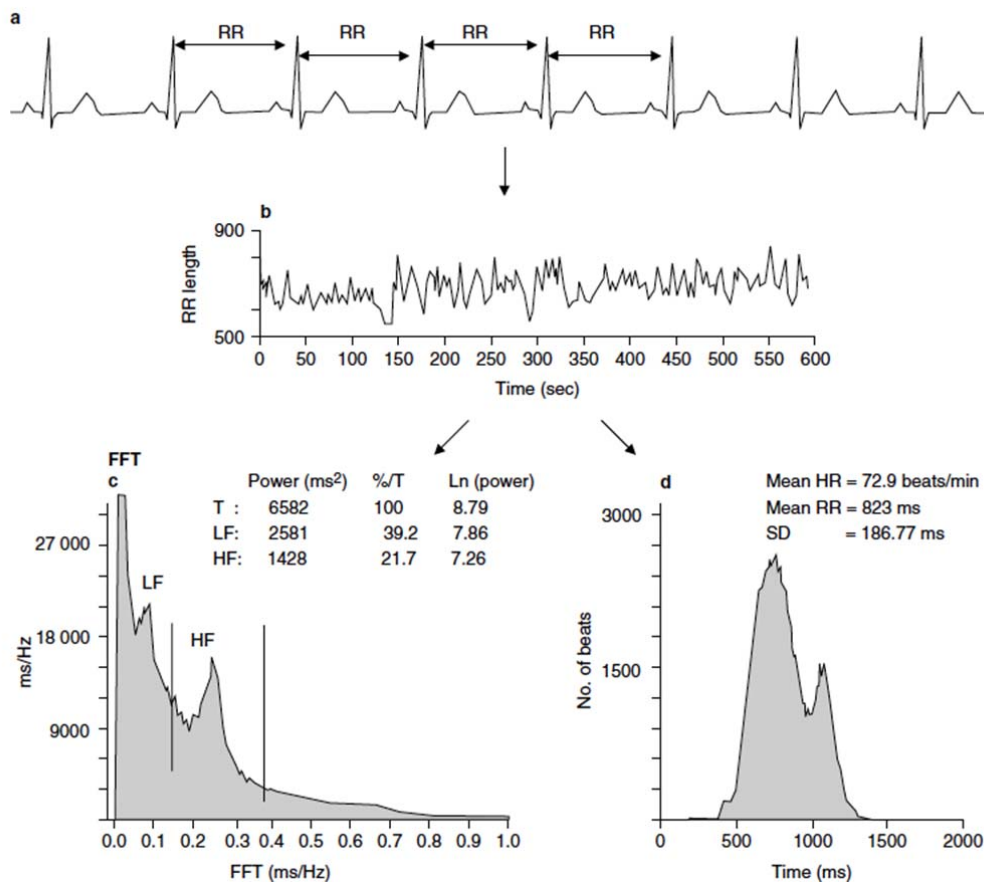 a
RR RR RR RR
b
900
RR length
500
0 50 100 150 200 250 300 350 400 450 500 550 600
Time (sec)
FFT
c
Power (ms²) %/T Ln (power)
T : 6582 100 8.79
LF: 2581 39.2 7.86
HF: 1428 21.7 7.26
27 000
18 000
9000
ms/Hz
LF
HF
0.0 0.1 0.2 0.3 0.4 0.5 0.6 0.7 0.8 0.9 1.0
FFT (ms/Hz)
d
Mean HR = 72.9 beats/min
Mean RR = 823 ms
SD = 186.77 ms
3000
1500
No. of beats
0 500 1000 1500 2000
Time (ms)